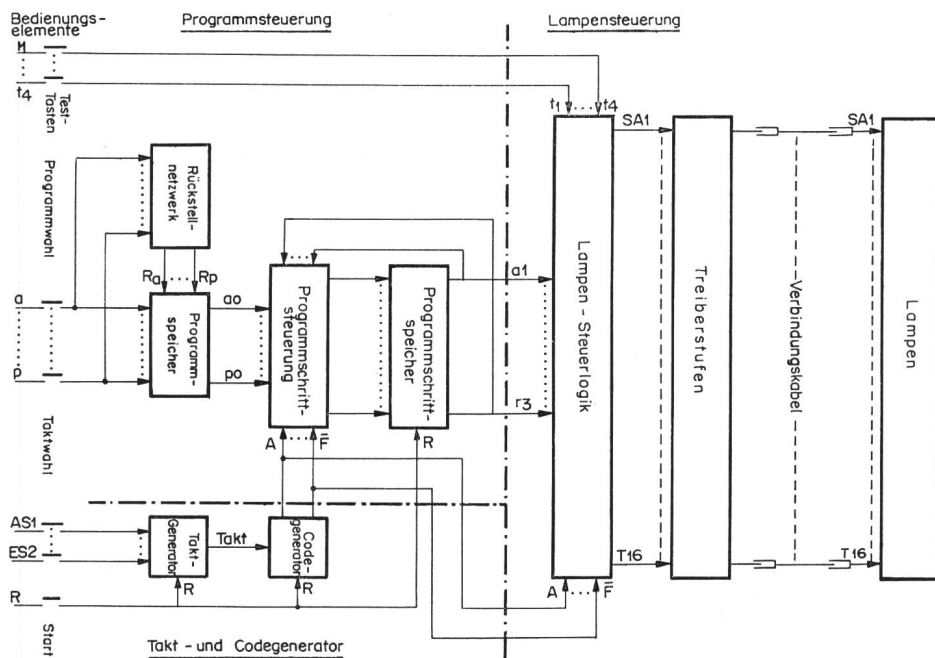 Bedienungs-
elemente
Programmsteuerung
Lampensteuerung
M
t4
Test-
Tasten
t1 ... t4
SA1
SA1
Programmwahl
Rückstell-
netzwerk
Ra ..... Rp
a
ao
a1
Programm-
speicher
Programmschritt-
steuerung
Programmschritt-
speicher
Lampen - Steuerlogik
Treiberstufen
Verbindungskabel
Lampen
p
po
r3
Taktwahl
A ... F̿
R
AS1
ES2
Takt-
Generator
Takt
Code-
generator
T16
T16
R
R
R
A ... F̿
Start
Takt - und Codegenerator